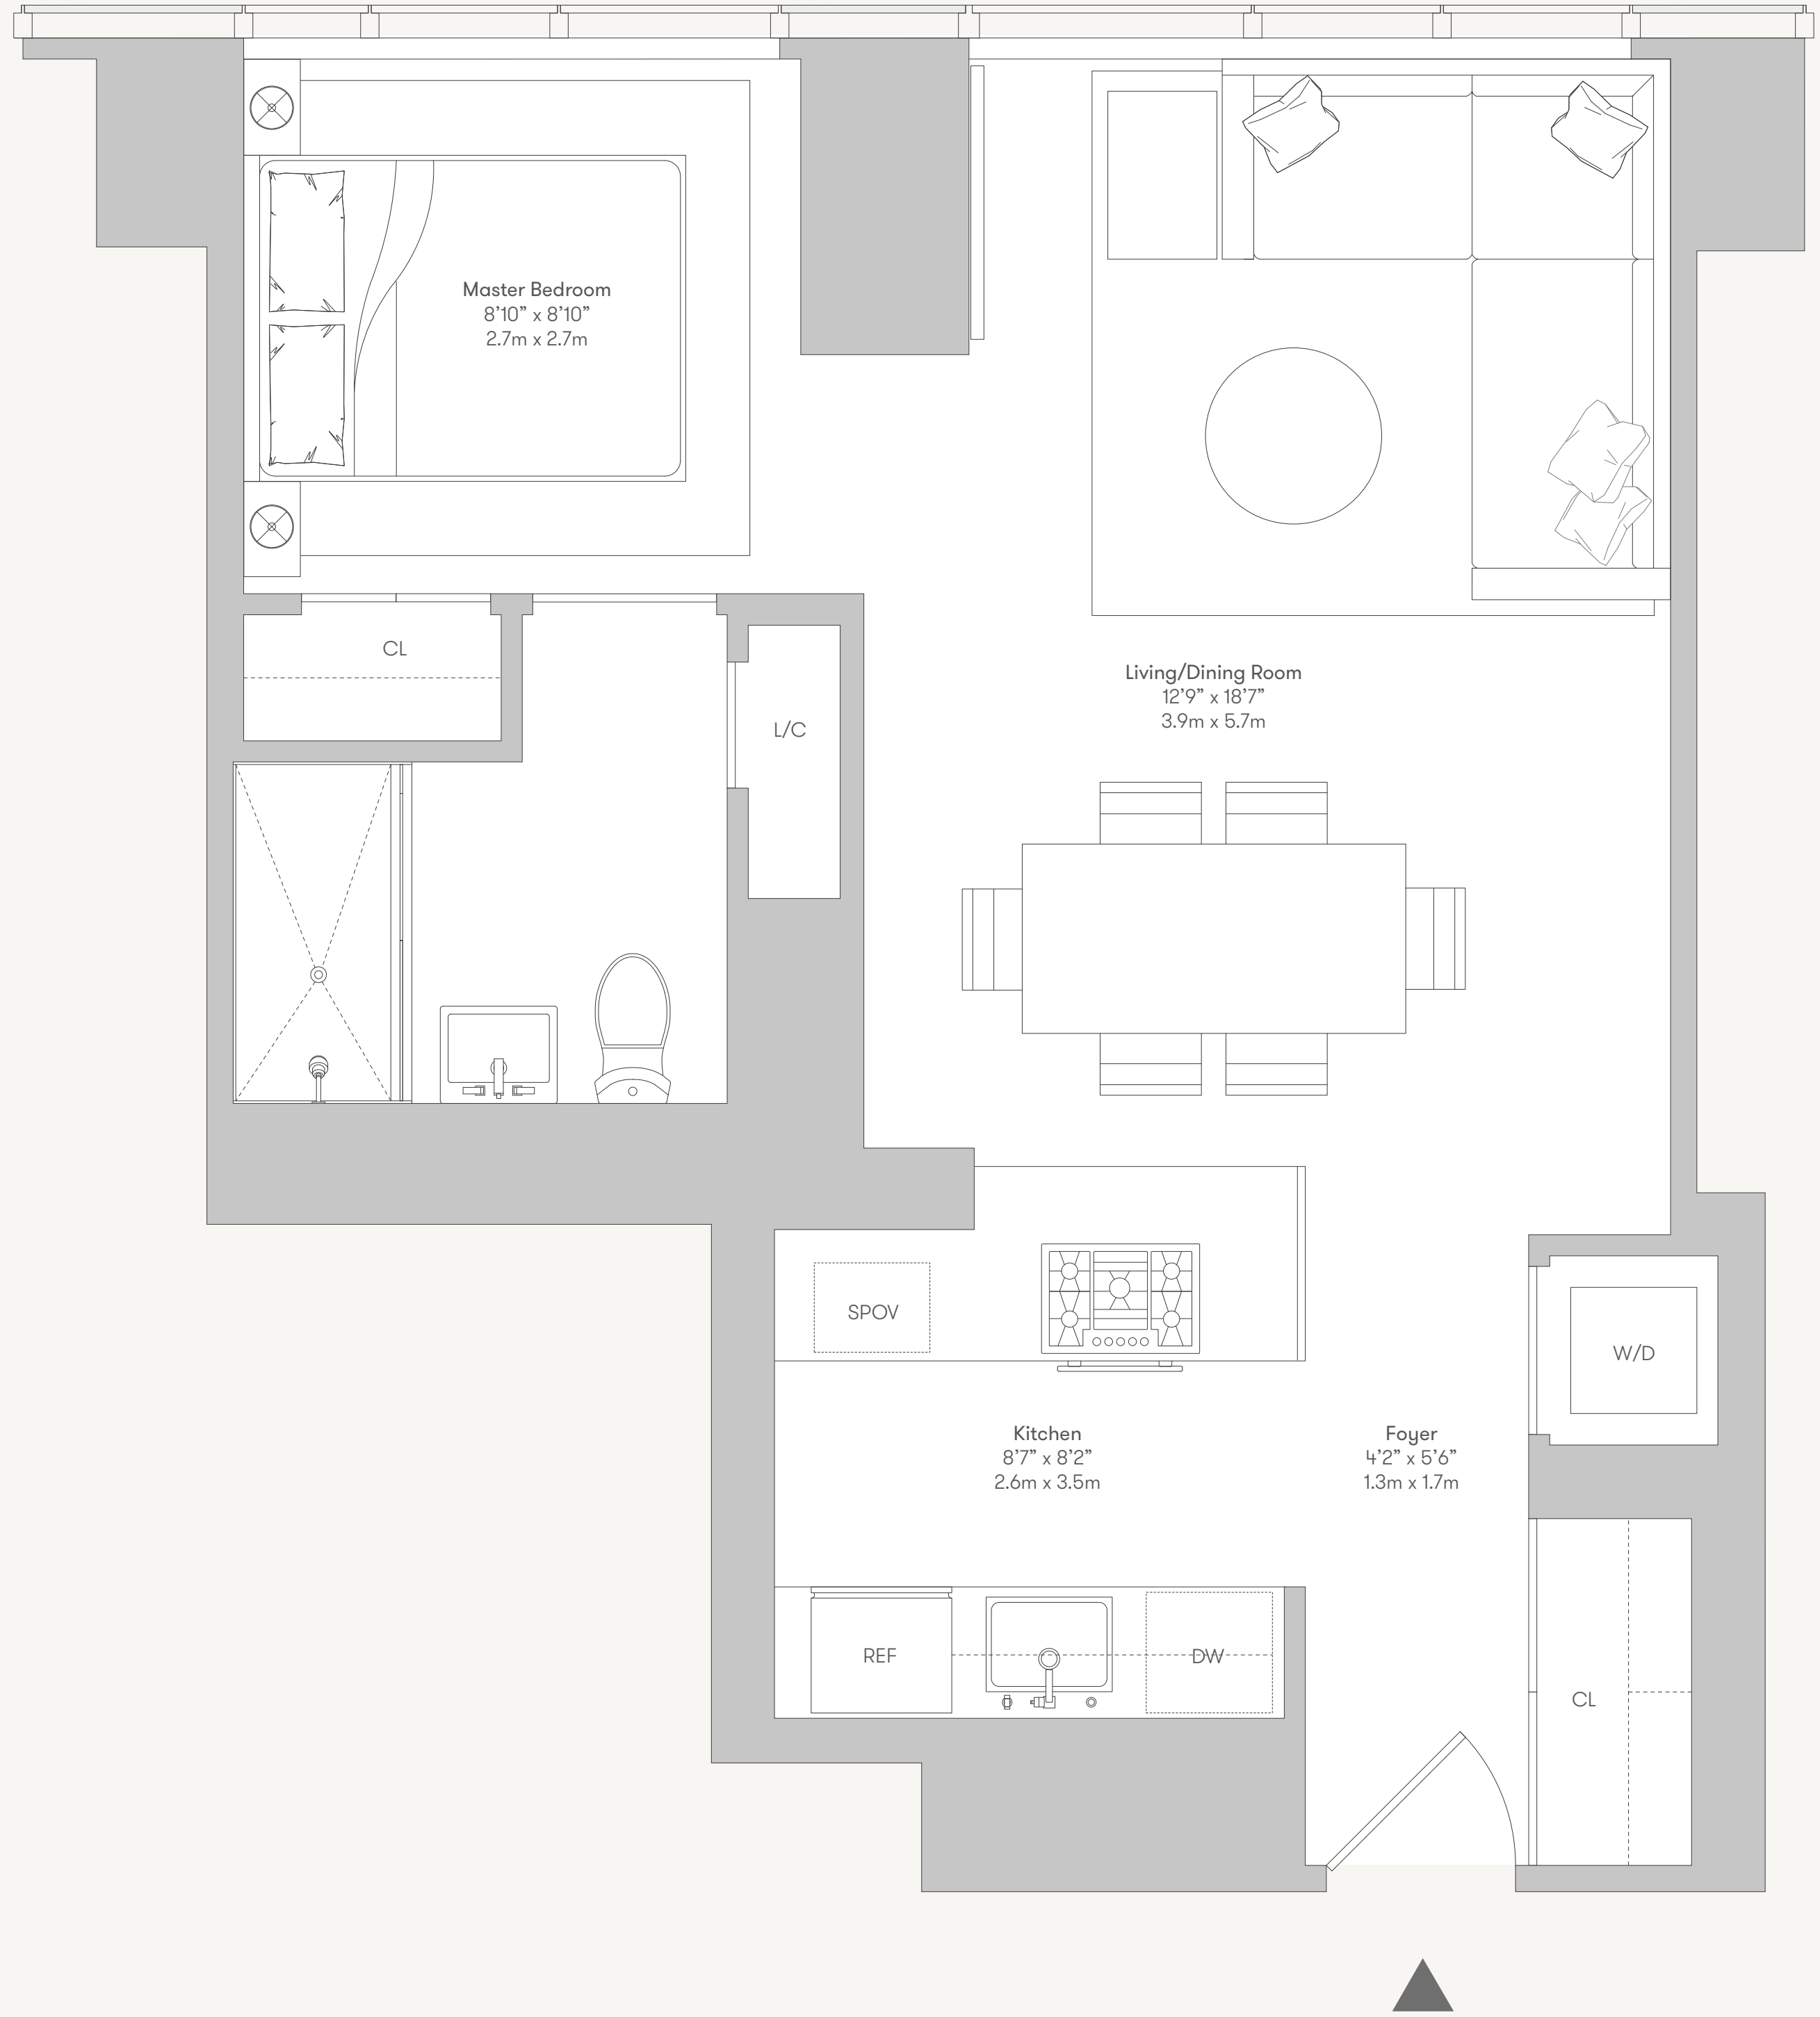 Master Bedroom
8’10” x 8’10”
2.7m x 2.7m
CL
L/C
Living/Dining Room
12’9” x 18’7”
3.9m x 5.7m
SPOV
W/D
Kitchen
8’7” x 8’2”
2.6m x 3.5m
Foyer
4’2” x 5’6”
1.3m x 1.7m
REF
DW
CL